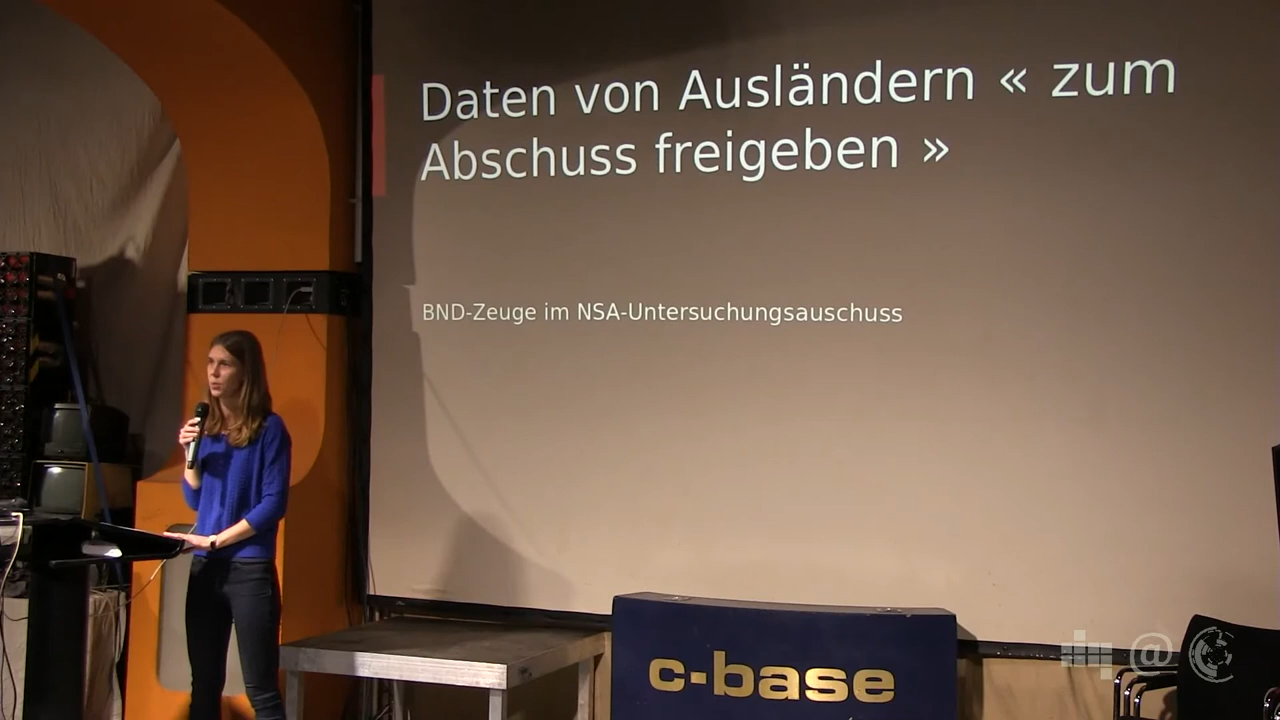 Daten von Ausländern « zum
Abschuss freigeben »
BND-Zeuge im NSA-Untersuchungsauschuss
c-base
@